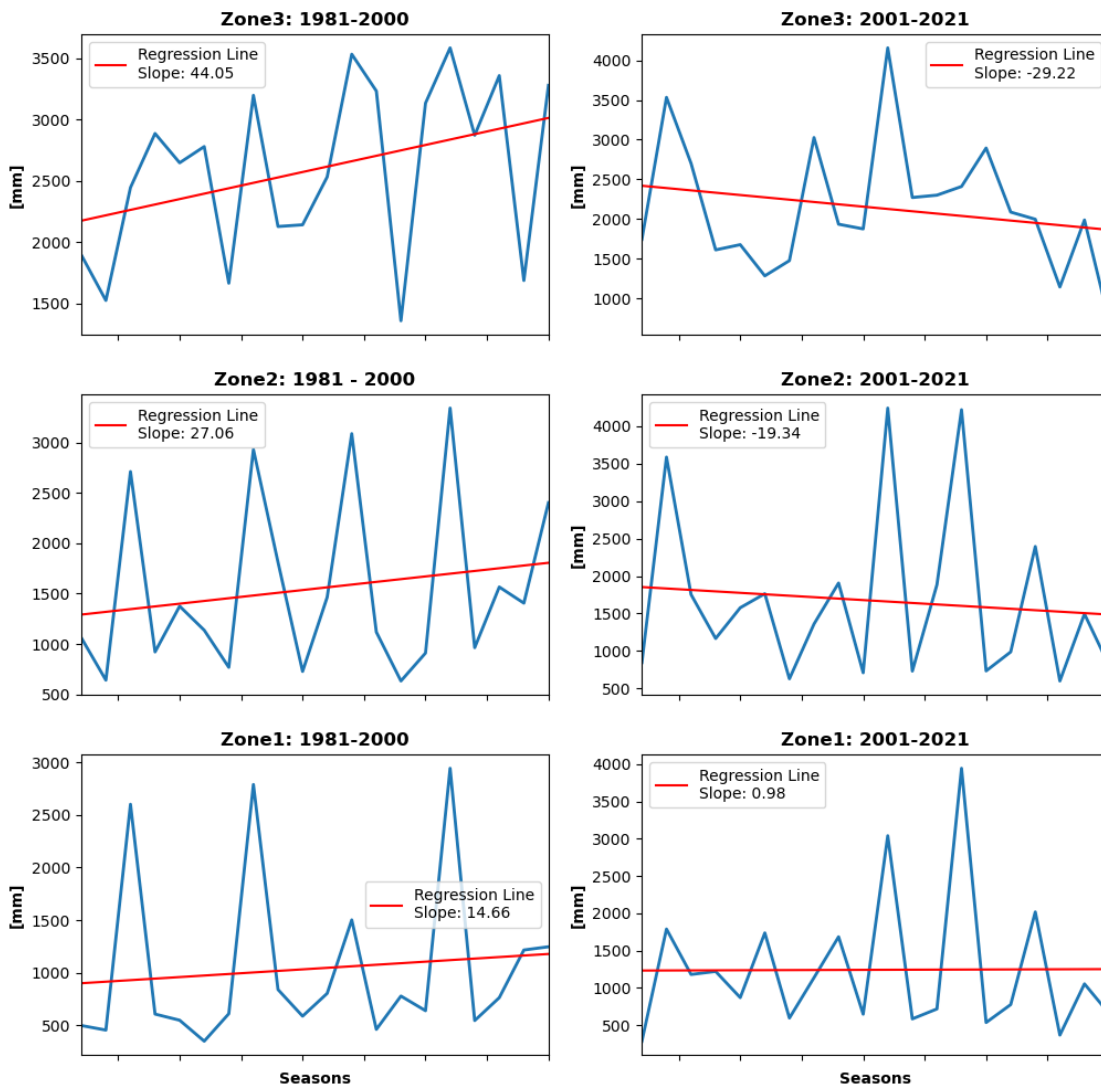 Zone3: 1981-2000
Regression Line
Slope: 44.05
3500
3000
2500
2000
1500
[mm]
Zone3: 2001-2021
Regression Line
Slope: -29.22
4000
3500
3000
2500
2000
1500
1000
[mm]
Zone2: 1981 - 2000
Regression Line
Slope: 27.06
3000
2500
2000
1500
1000
500
[mm]
Zone2: 2001-2021
Regression Line
Slope: -19.34
4000
3500
3000
2500
2000
1500
1000
500
[mm]
Zone1: 1981-2000
Regression Line
Slope: 14.66
3000
2500
2000
1500
1000
500
[mm]
Seasons
Zone1: 2001-2021
Regression Line
Slope: 0.98
4000
3500
3000
2500
2000
1500
1000
500
[mm]
Seasons